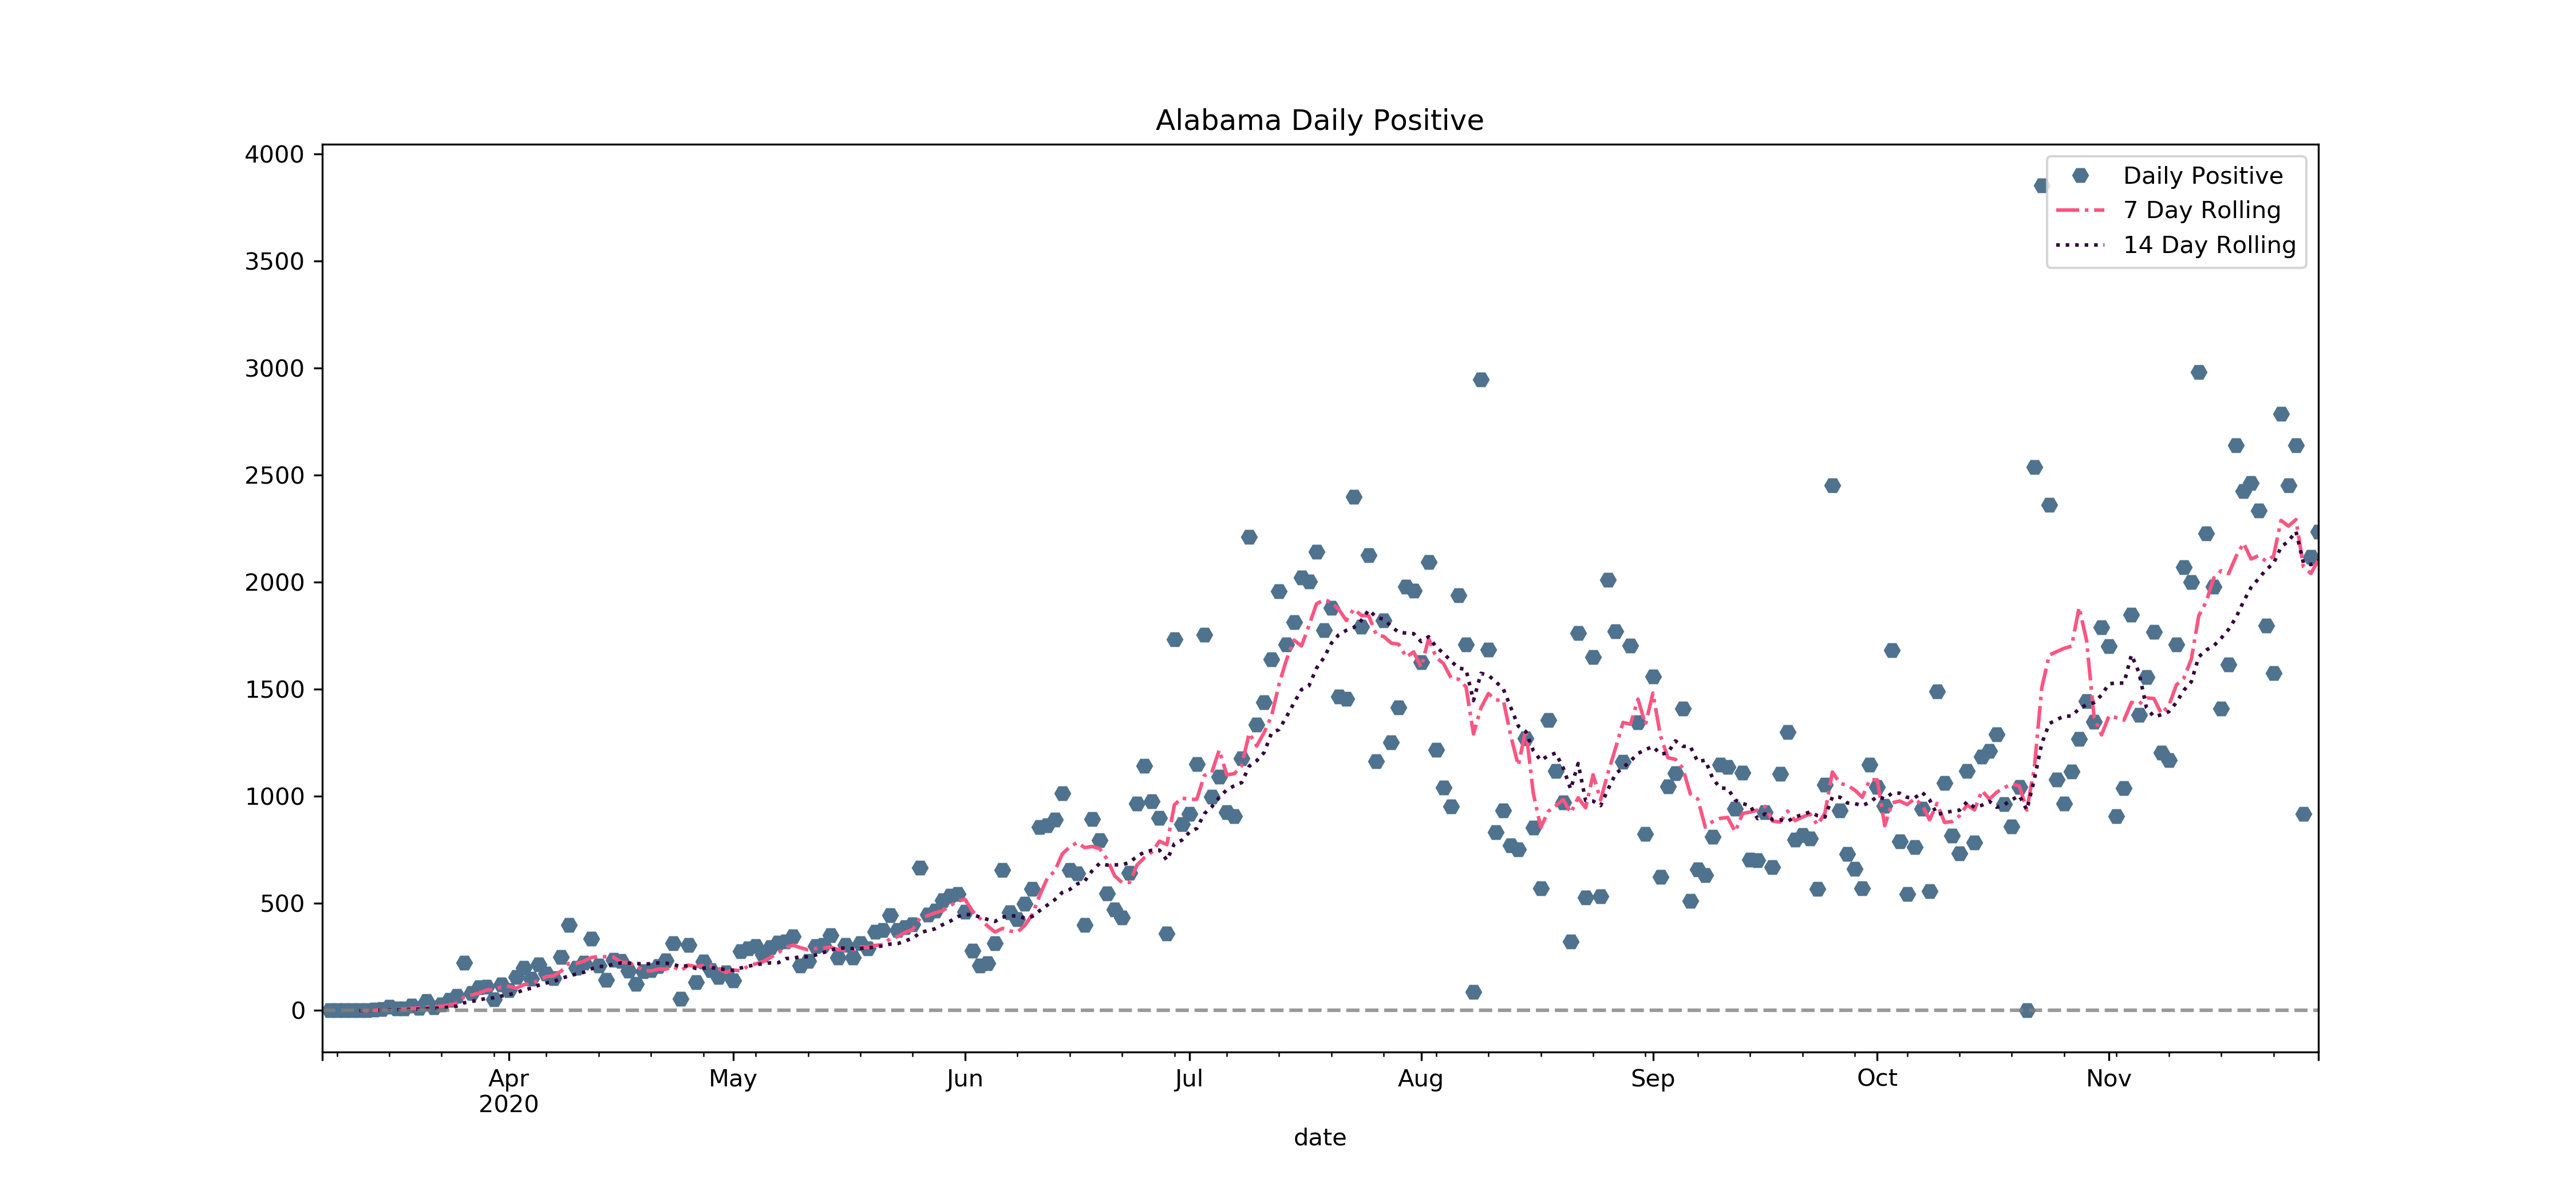 Alabama Daily Positive
4000
3500
3000
2500
2000
1500
1000
500
0
Daily Positive
7 Day Rolling
14 Day Rolling
Apr May Jun Jul Aug Sep Oct Nov
2020
date